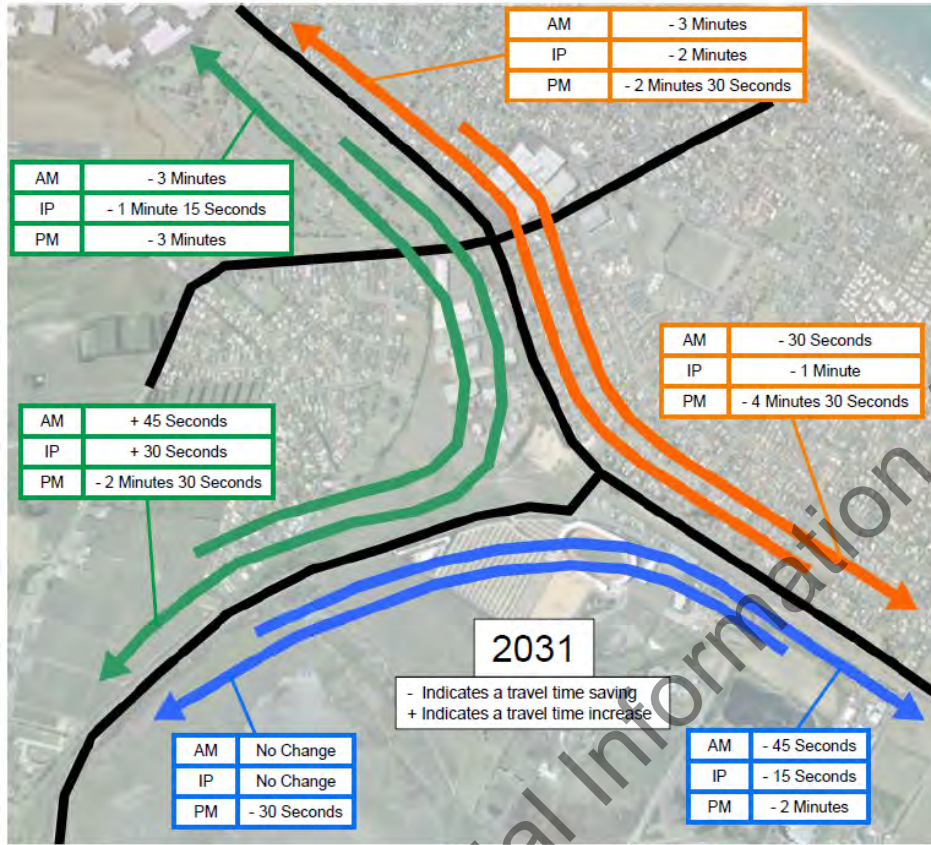 AM - 3 Minutes
IP - 2 Minutes
PM - 2 Minutes 30 Seconds
AM - 3 Minutes
IP - 1 Minute 15 Seconds
PM - 3 Minutes
AM - 30 Seconds
IP - 1 Minute
PM - 4 Minutes 30 Seconds
AM + 45 Seconds
IP + 30 Seconds
PM - 2 Minutes 30 Seconds
2031
- Indicates a travel time saving
+ Indicates a travel time increase
AM No Change
IP No Change
PM - 30 Seconds
AM - 45 Seconds
IP - 15 Seconds
PM - 2 Minutes
Information